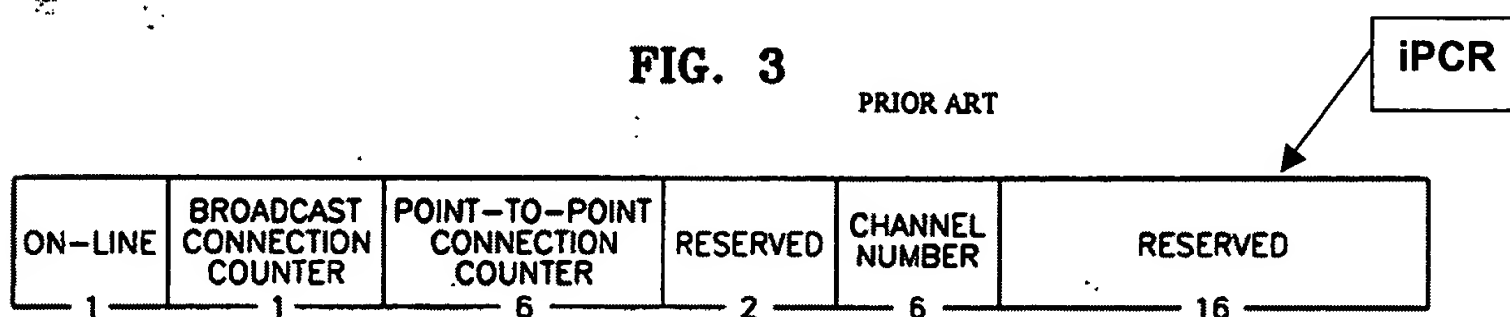 FIG. 3
iPCR
PRIOR ART
ON-LINE
BROADCAST
CONNECTION
COUNTER
POINT-TO-POINT
CONNECTION
COUNTER
RESERVED
CHANNEL
NUMBER
RESERVED
1
1
6
2
6
16